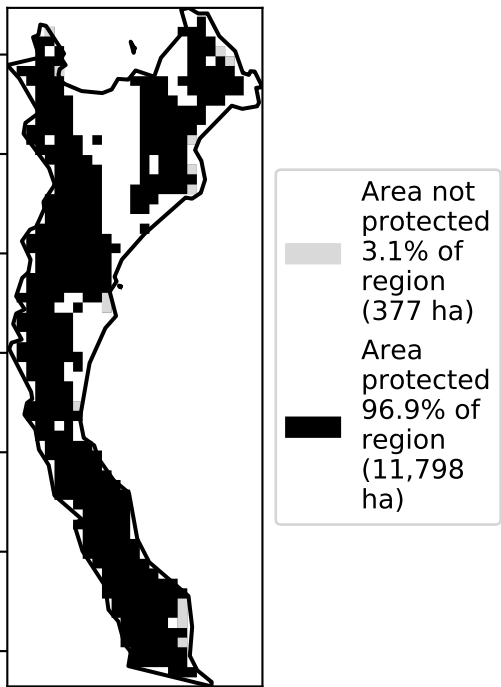 Area not
protected
3.1% of
region
(377 ha)
Area
protected
96.9% of
region
(11,798
ha)